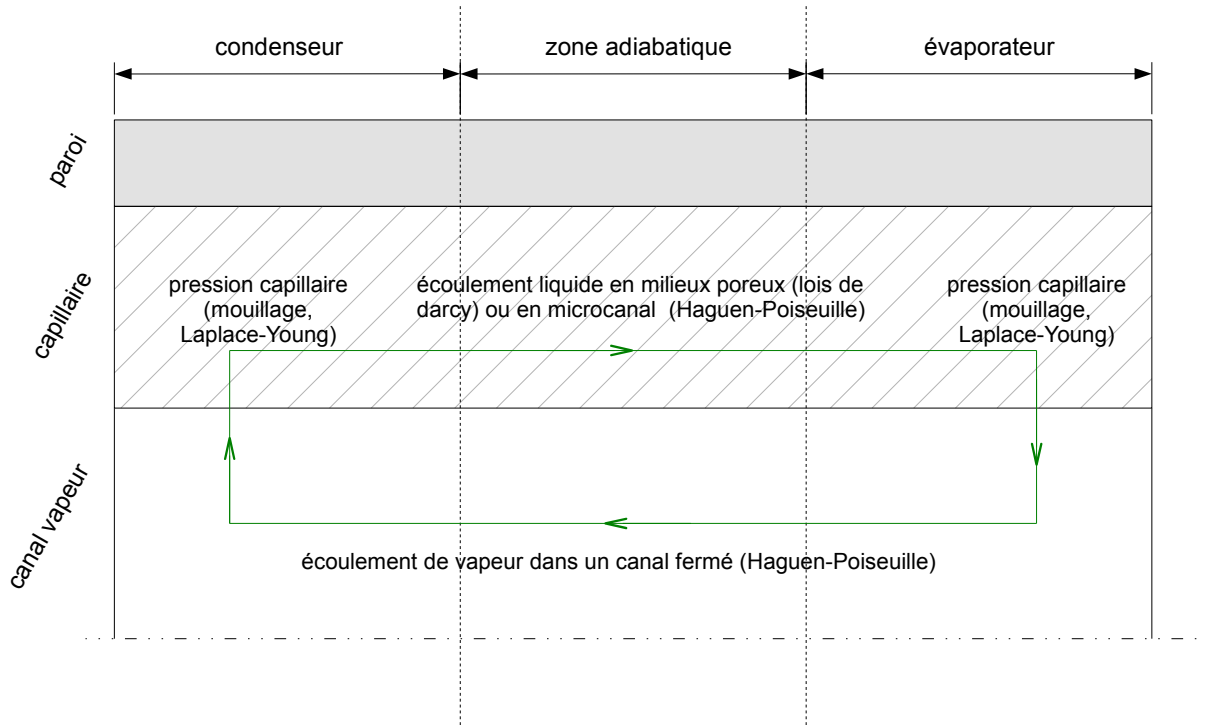 condenseur
zone adiabatique
évaporateur
paroi
capillaire
pression capillaire
(mouillage,
Laplace-Young)
écoulement liquide en milieux poreux (lois de
darcy) ou en microcanal  (Haguen-Poiseuille)
pression capillaire
(mouillage,
Laplace-Young)
canal vapeur
écoulement de vapeur dans un canal fermé (Haguen-Poiseuille)